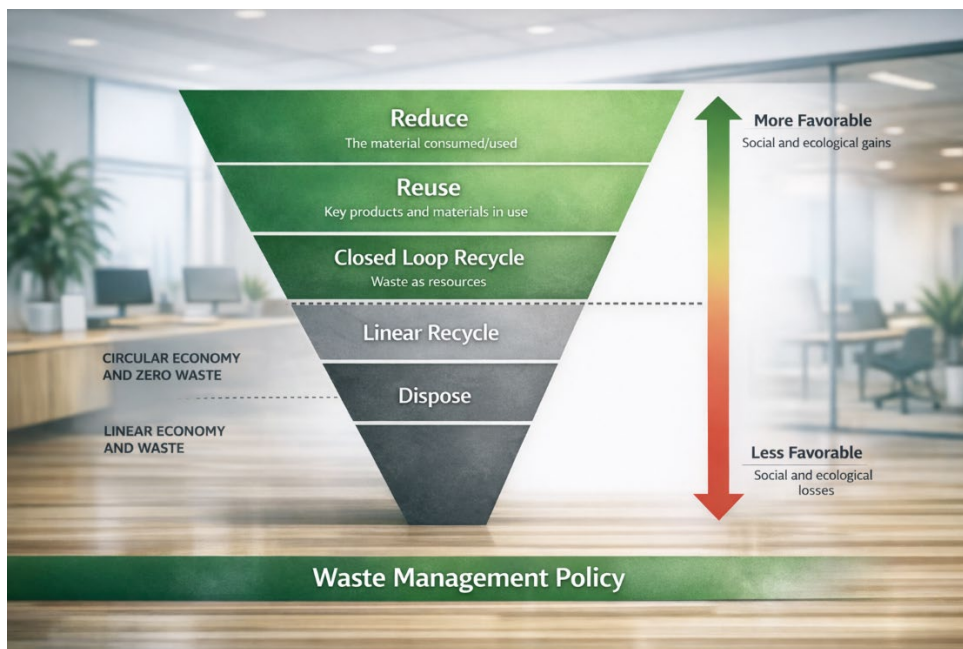 Reduce
The material consumed/used
Reuse
Key products and materials in use
Closed Loop Recycle
Waste as resources
Linear Recycle
Dispose
More Favorable
Social and ecological gains
CIRCULAR ECONOMY
AND ZERO WASTE
LINEAR ECONOMY
AND WASTE
Less Favorable
Social and ecological
losses
Waste Management Policy